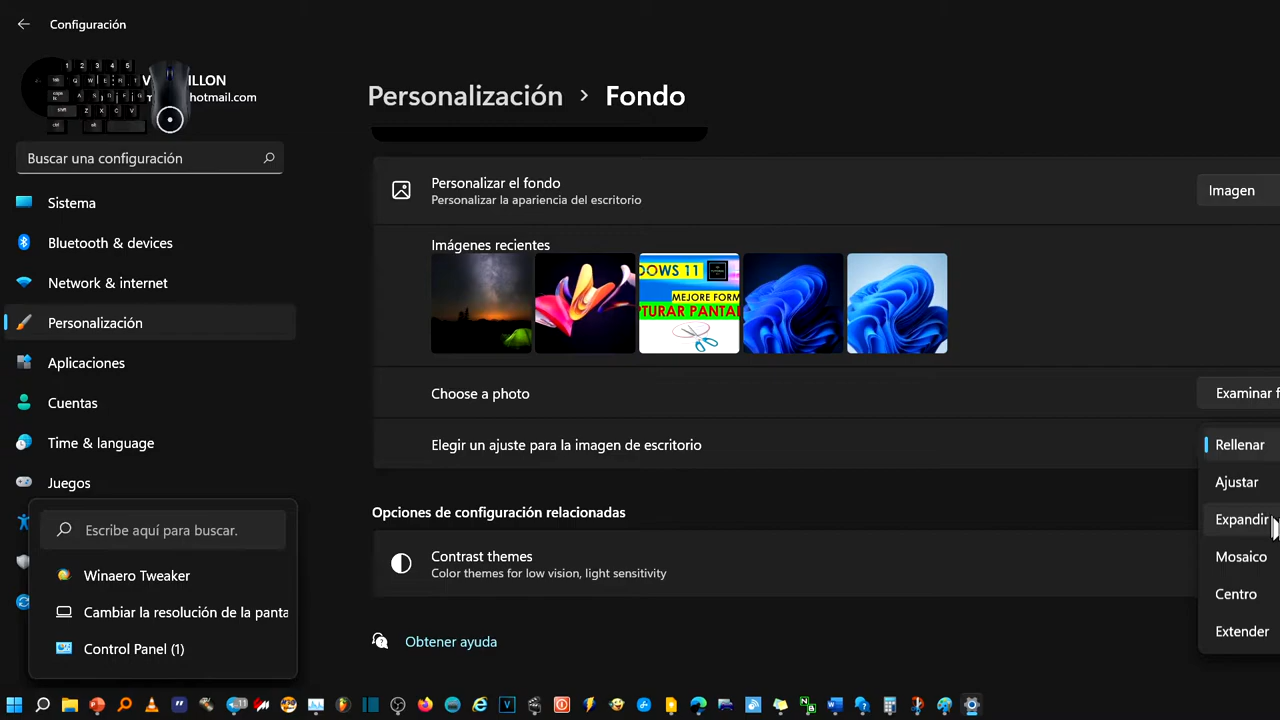 Configuración
V ILLON
hotmail.com
Buscar una configuración
Sistema
Bluetooth & devices
Network & internet
Personalización
Aplicaciones
Cuentas
Time & language
Juegos
Escribe aquí para buscar.
Winaero Tweaker
Cambiar la resolución de la panta
Control Panel (1)
Personalización > Fondo
Personalizar el fondo
Personalizar la apariencia del escritorio
Imagen
Imágenes recientes
DOWS 11
MEJORE FORM
PTURAR PANTAL
Choose a photo
Examinar f
Elegir un ajuste para la imagen de escritorio
Rellenar
Ajustar
Expandir
Mosaico
Centro
Extender
Opciones de configuración relacionadas
Contrast themes
Color themes for low vision, light sensitivity
Obtener ayuda